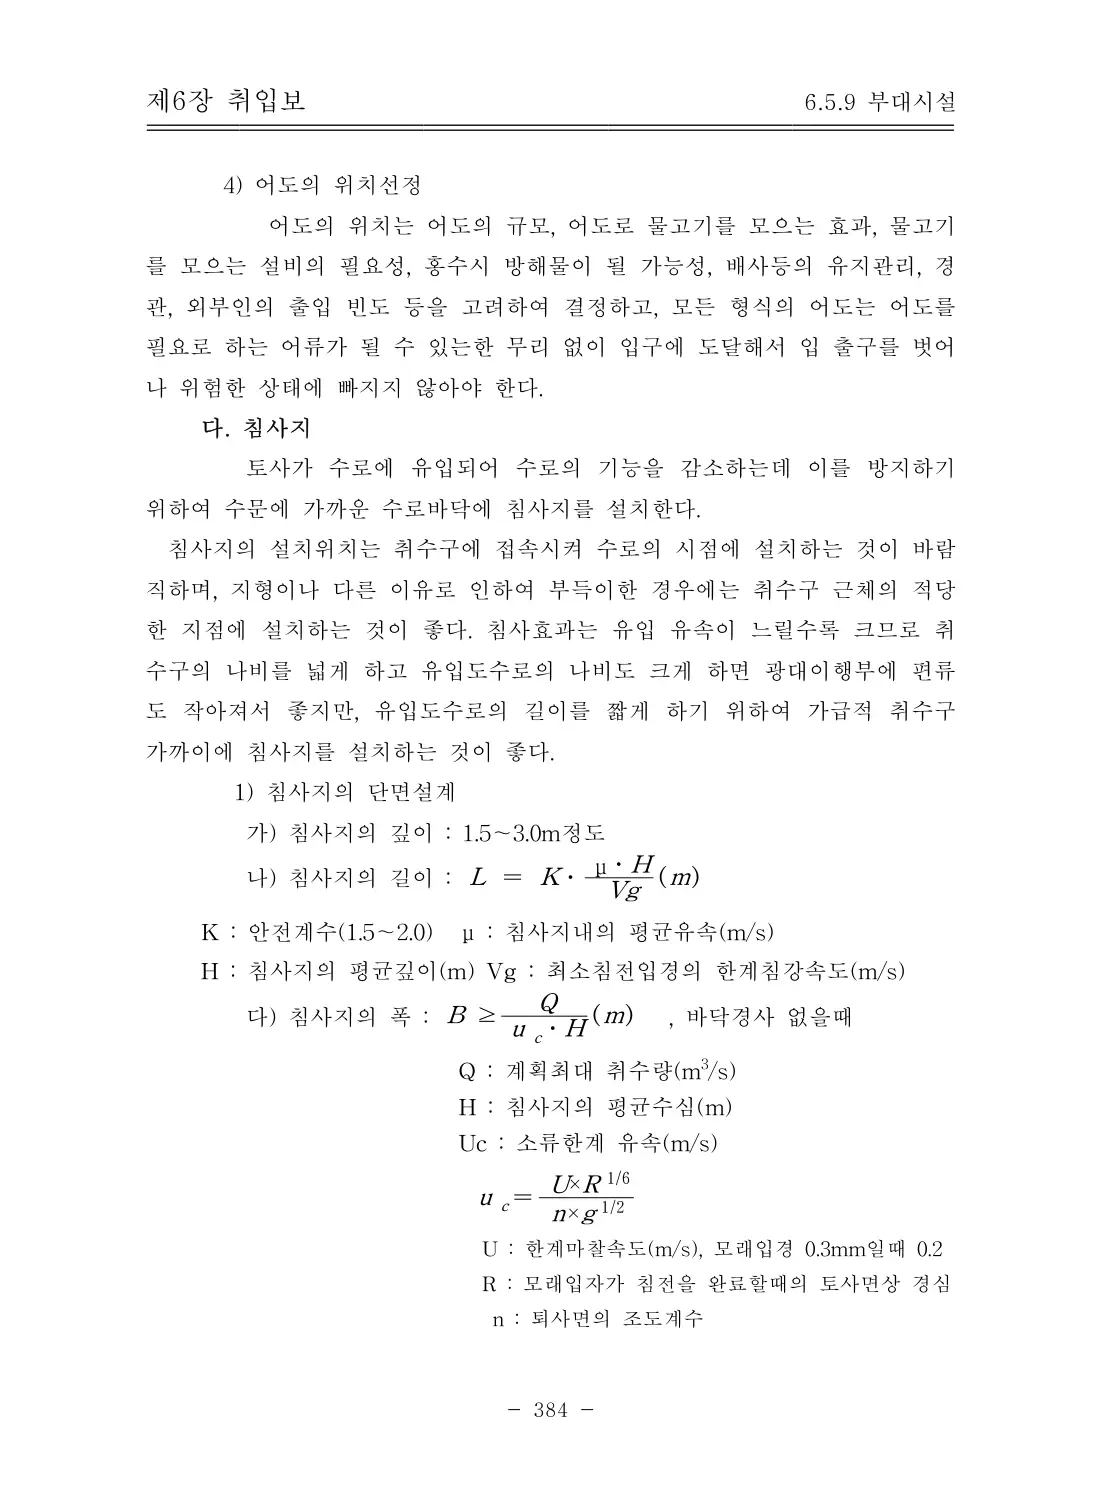 제6장 취입보 6.5.9 부대시설
4) 어도의 위치선정
어도의 위치는 어도의 규모, 어도로 물고기를 모으는 효과, 물고기
를 모으는 설비의 필요성, 홍수시 방해물이 될 가능성, 배사등의 유지관리, 경
관, 외부인의 출입 빈도 등을 고려하여 결정하고, 모든 형식의 어도는 어도를
필요로 하는 어류가 될 수 있는한 무리 없이 입구에 도달해서 입 출구를 벗어
나 위험한 상태에 빠지지 않아야 한다.
다. 침사지
토사가 수로에 유입되어 수로의 기능을 감소하는데 이를 방지하기
위하여 수문에 가까운 수로바닥에 침사지를 설치한다.
침사지의 설치위치는 취수구에 접속시켜 수로의 시점에 설치하는 것이 바람
직하며, 지형이나 다른 이유로 인하여 부득이한 경우에는 취수구 근체의 적당
한 지점에 설치하는 것이 좋다. 침사효과는 유입 유속이 느릴수록 크므로 취
수구의 나비를 넓게 하고 유입도수로의 나비도 크게 하면 광대이행부에 편류
도 작아져서 좋지만, 유입도수로의 길이를 짧게 하기 위하여 가급적 취수구
가까이에 침사지를 설치하는 것이 좋다.
1) 침사지의 단면설계
가) 침사지의 깊이 : 1.5~3.0m정도
나) 침사지의 길이 : L = K· μ·H / Vg (m)
K : 안전계수(1.5~2.0) μ : 침사지내의 평균유속(m/s)
H : 침사지의 평균깊이(m) Vg : 최소침전입경의 한계침강속도(m/s)
다) 침사지의 폭 : B ≥ Q / u c·H (m) , 바닥경사 없을때
Q : 계획최대 취수량(m³/s)
H : 침사지의 평균수심(m)
Uc : 소류한계 유속(m/s)
u c = U×R 1/6 / n×g 1/2
U : 한계마찰속도(m/s), 모래입경 0.3mm일때 0.2
R : 모래입자가 침전을 완료할때의 토사면상 경심
n : 퇴사면의 조도계수
- 384 -